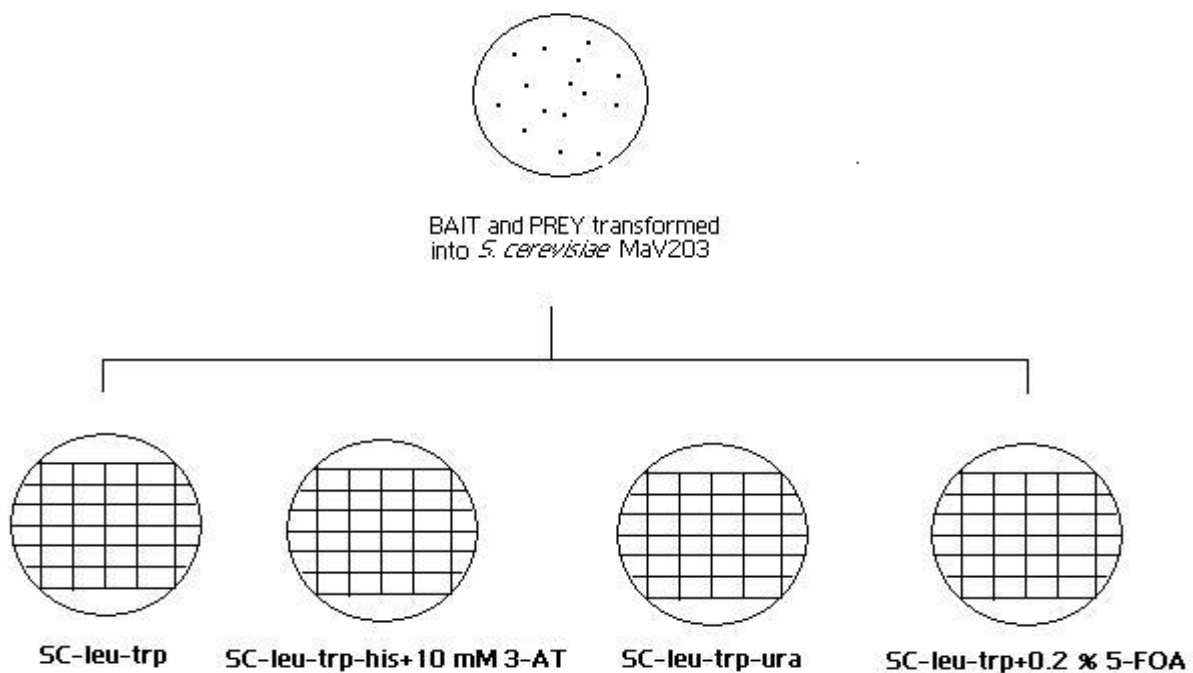 BAIT and PREY transformed
into S. cerevisiae MaV203
SC-leu-trp
SC-leu-trp-his+10 mM 3-AT
SC-leu-trp-ura
SC-leu-trp+0.2 % 5-FOA